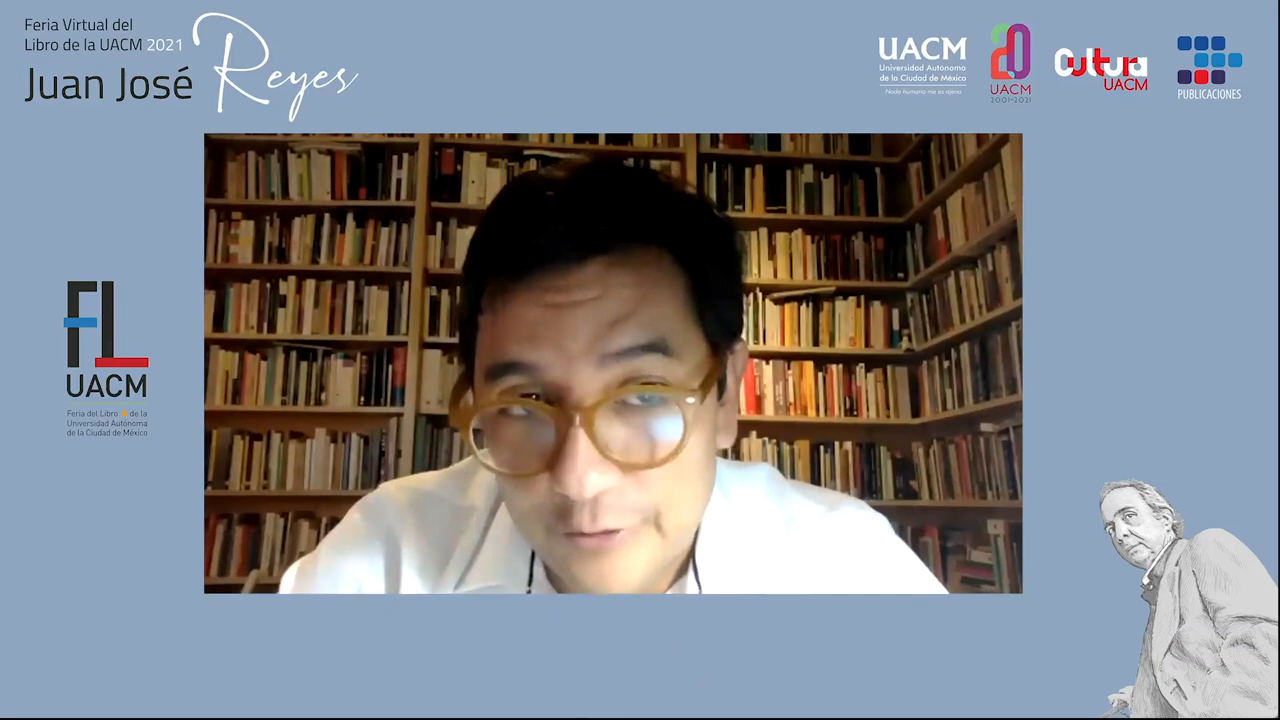 Feria Virtual del
Libro de la UACM 2021
Juan José Reyes
UACM
Universidad Autónoma
de la Ciudad de México
Nada humano me es ajeno
20
UACM
2001-2021
Cultura
UACM
PUBLICACIONES
FL
UACM
Feria del Libro de la
Universidad Autónoma
de la Ciudad de México